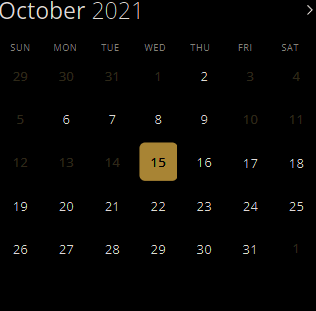 October 2021
SUN MON TUE WED THU FRI SAT
29 30 31 1 2 3 4
5 6 7 8 9 10 11
12 13 14 15 16 17 18
19 20 21 22 23 24 25
26 27 28 29 30 31 1